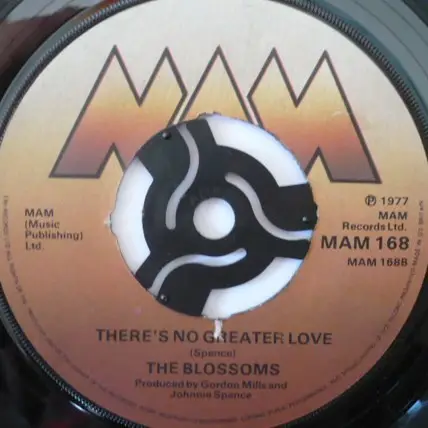 MAM
MAM
(Music
Publishing)
Ltd.
℗ 1977
MAM
Records Ltd.
MAM 168
MAM 168B
THERE'S NO GREATER LOVE
(Spence)
THE BLOSSOMS
Produced by Gordon Mills and
Johnnie Spence